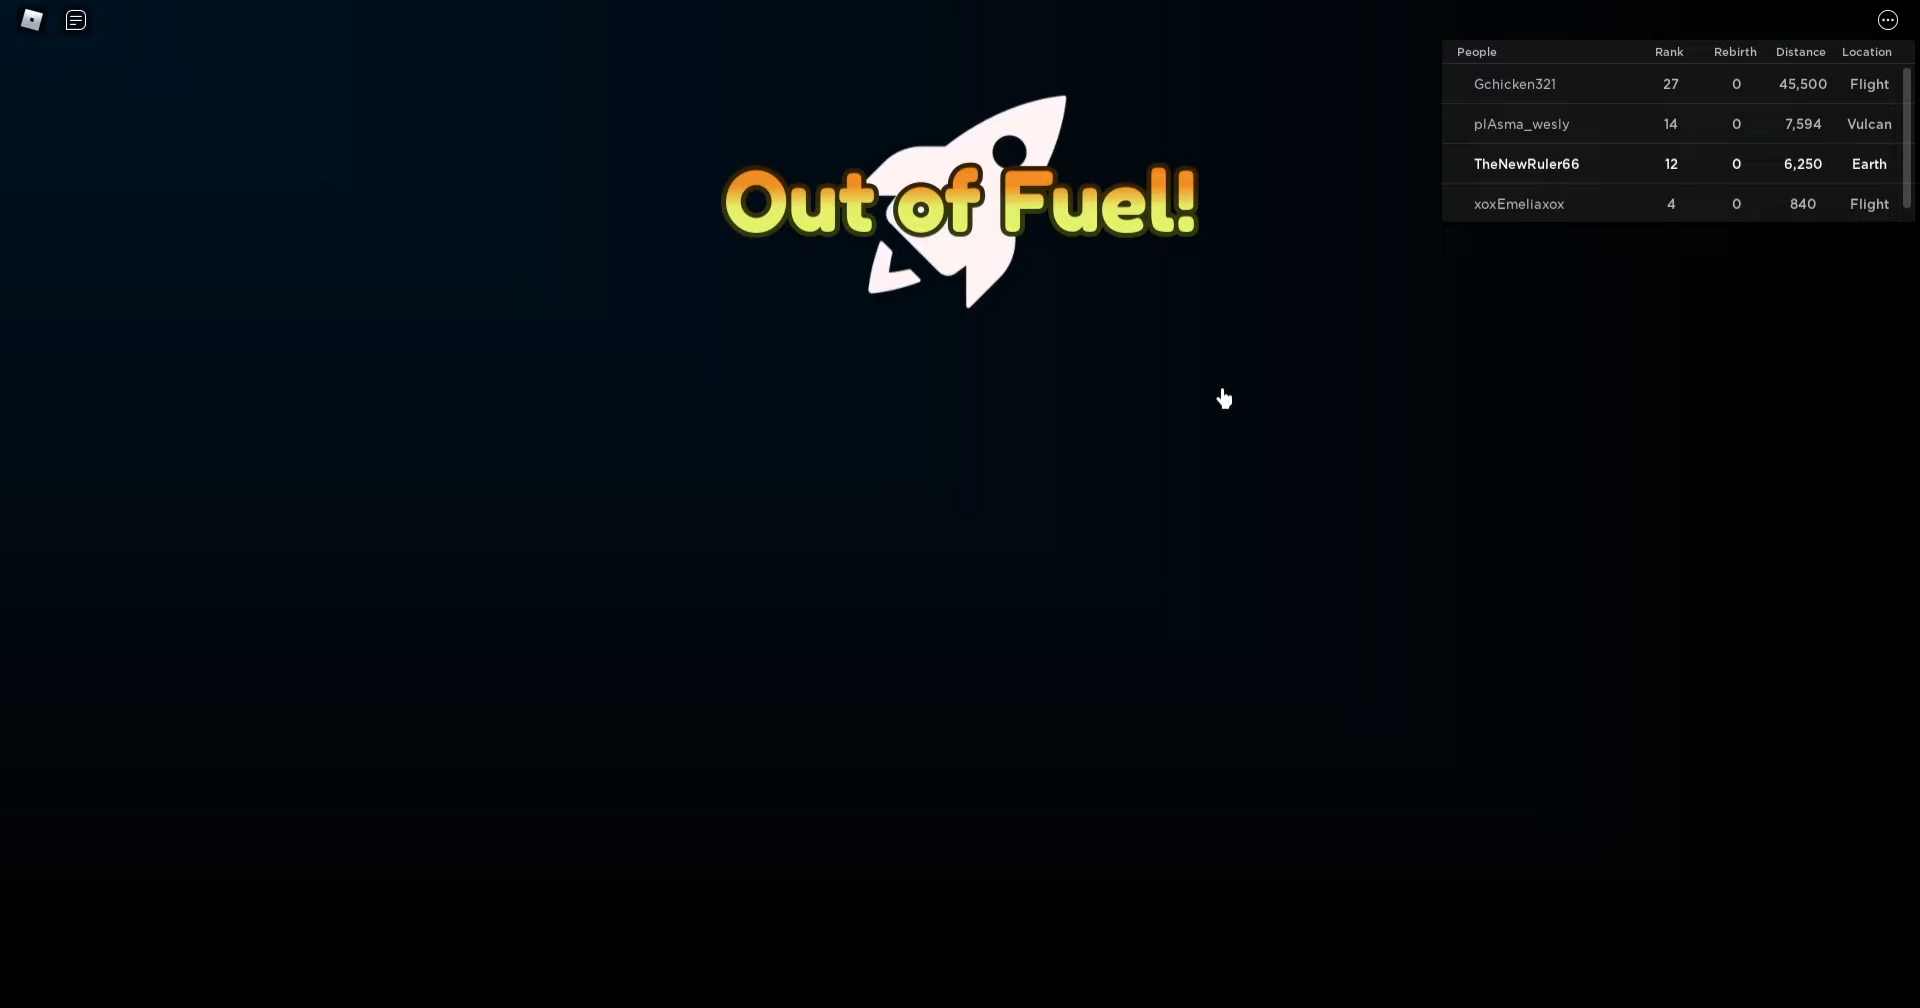 People Rank Rebirth Distance Location
Gchicken321 27 0 45,500 Flight
plAsma_wesly 14 0 7,594 Vulcan
TheNewRuler66 12 0 6,250 Earth
xoxEmeliaxox 4 0 840 Flight
Out of Fuel!